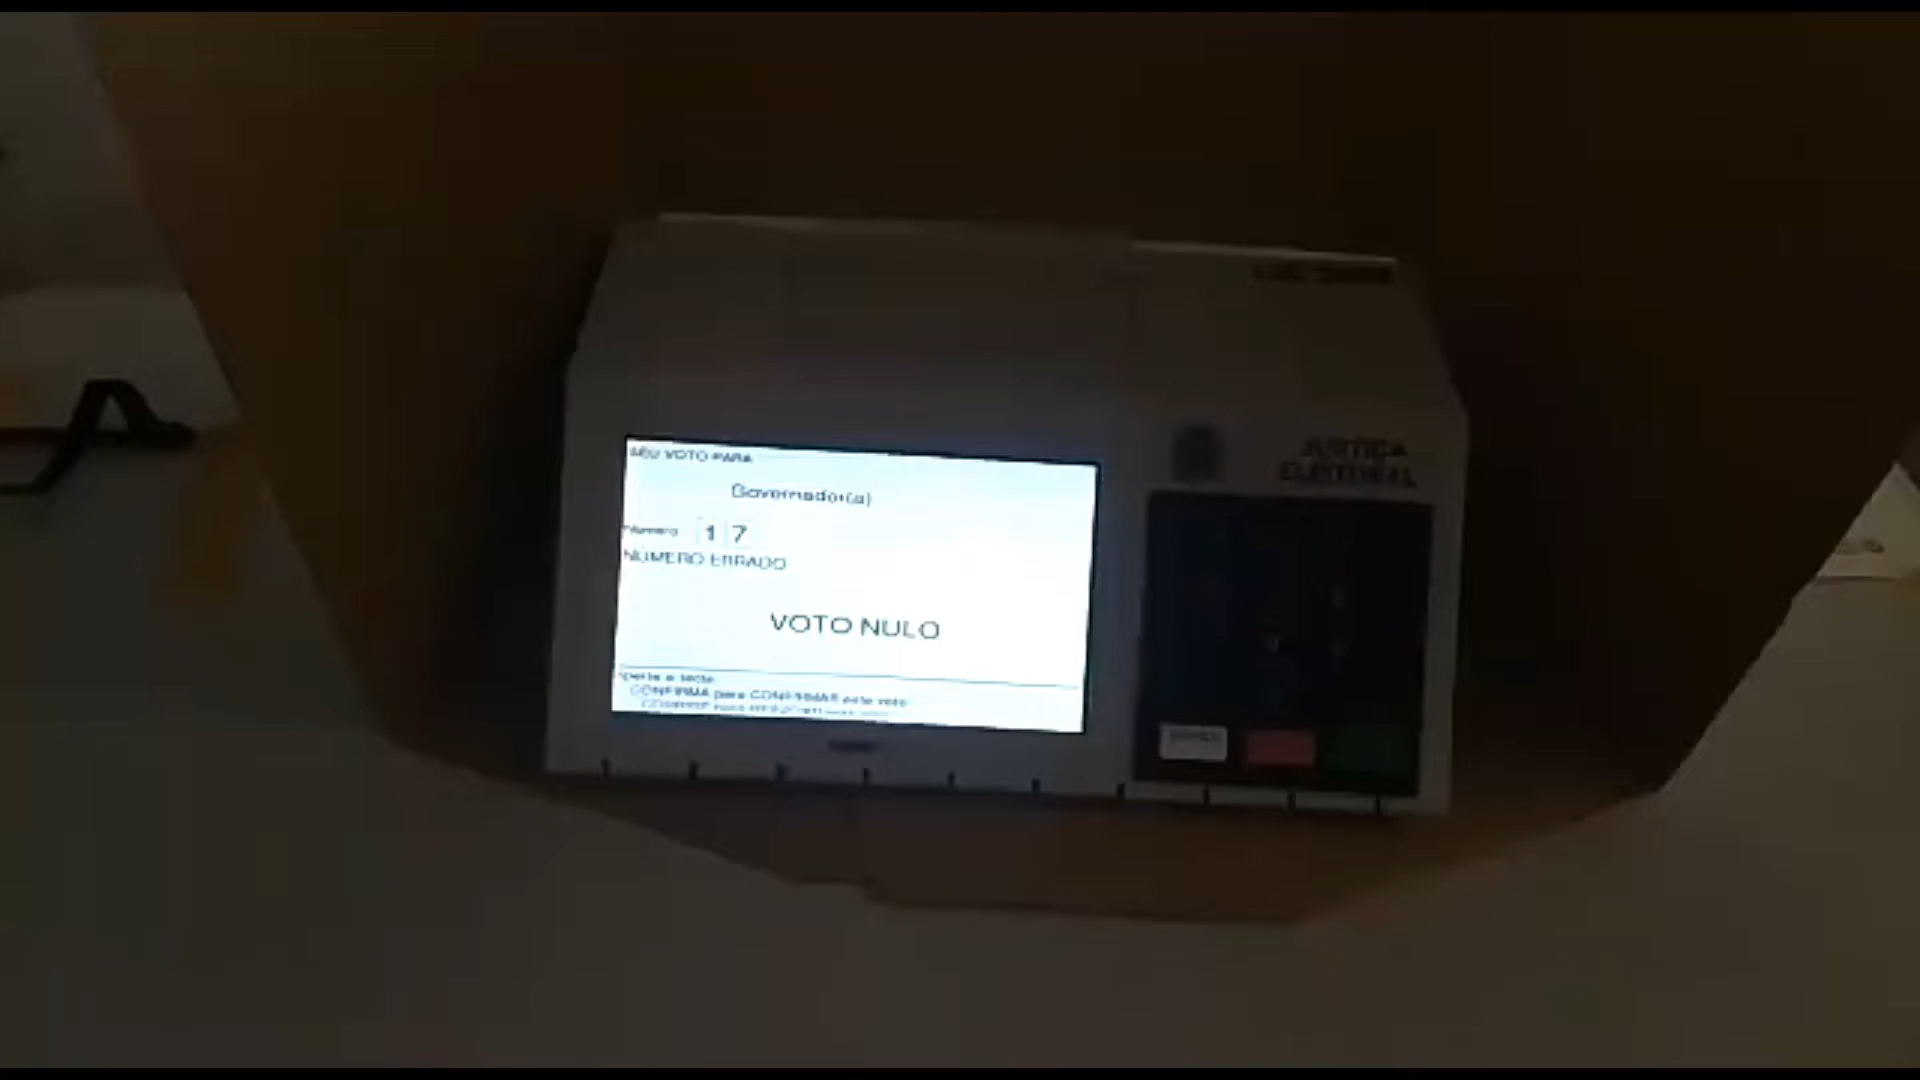 JUSTIÇA
ELEITORAL
SEU VOTO PARA
Governador(a)
Número 1 7
NÚMERO ERRADO
VOTO NULO
Aperte a tecla:
CONFIRMA para CONFIRMAR este voto
BRANCO